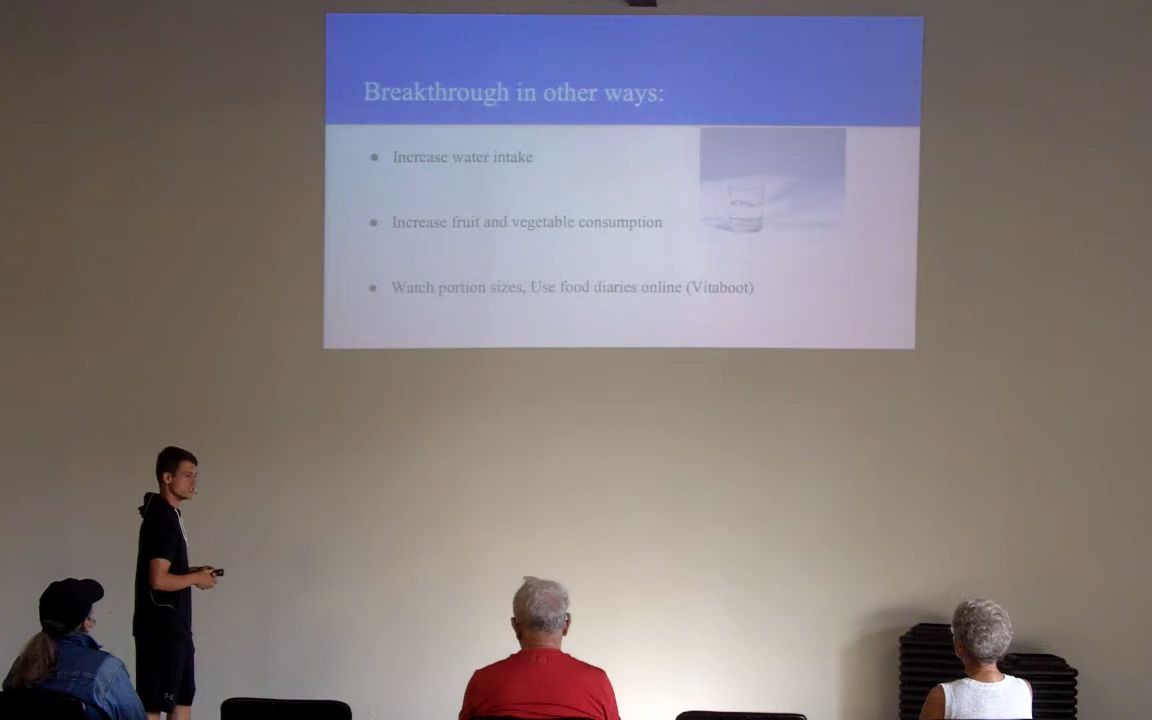 Breakthrough in other ways:
Increase water intake
Increase fruit and vegetable consumption
Watch portion sizes, Use food diaries online (Vitaboot)